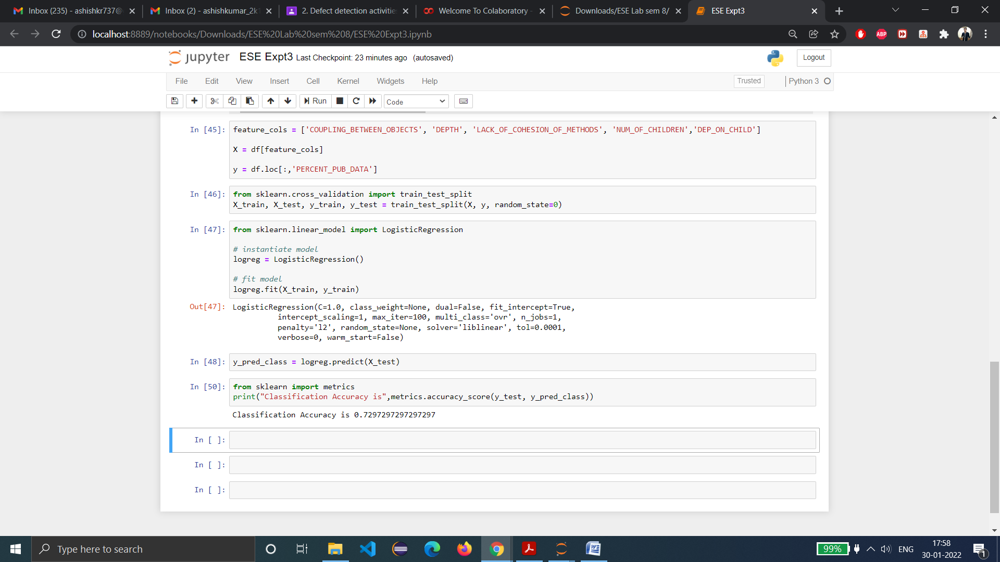 Inbox (235) - ashishkr737@
Inbox (2) - ashishkumar_2k1
2. Defect detection activitie
Welcome To Colaboratory -
Downloads/ESE Lab sem 8/
ESE Expt3
localhost:8889/notebooks/Downloads/ESE%20Lab%20sem%208/ESE%20Expt3.ipynb
ABP
jupyter ESE Expt3 Last Checkpoint: 23 minutes ago (autosaved)
Logout
File Edit View Insert Cell Kernel Widgets Help
Trusted
Python 3
Run
Code
In [45]: feature_cols = ['COUPLING_BETWEEN_OBJECTS', 'DEPTH', 'LACK_OF_COHESION_OF_METHODS', 'NUM_OF_CHILDREN','DEP_ON_CHILD']
X = df[feature_cols]
y = df.loc[:,'PERCENT_PUB_DATA']
In [46]: from sklearn.cross_validation import train_test_split
X_train, X_test, y_train, y_test = train_test_split(X, y, random_state=0)
In [47]: from sklearn.linear_model import LogisticRegression
# instantiate model
logreg = LogisticRegression()
# fit model
logreg.fit(X_train, y_train)
Out[47]: LogisticRegression(C=1.0, class_weight=None, dual=False, fit_intercept=True,
intercept_scaling=1, max_iter=100, multi_class='ovr', n_jobs=1,
penalty='l2', random_state=None, solver='liblinear', tol=0.0001,
verbose=0, warm_start=False)
In [48]: y_pred_class = logreg.predict(X_test)
In [50]: from sklearn import metrics
print("Classification Accuracy is",metrics.accuracy_score(y_test, y_pred_class))
Classification Accuracy is 0.7297297297297297
In [ ]:
In [ ]:
In [ ]:
Type here to search
99%
ENG
17:58
30-01-2022
1